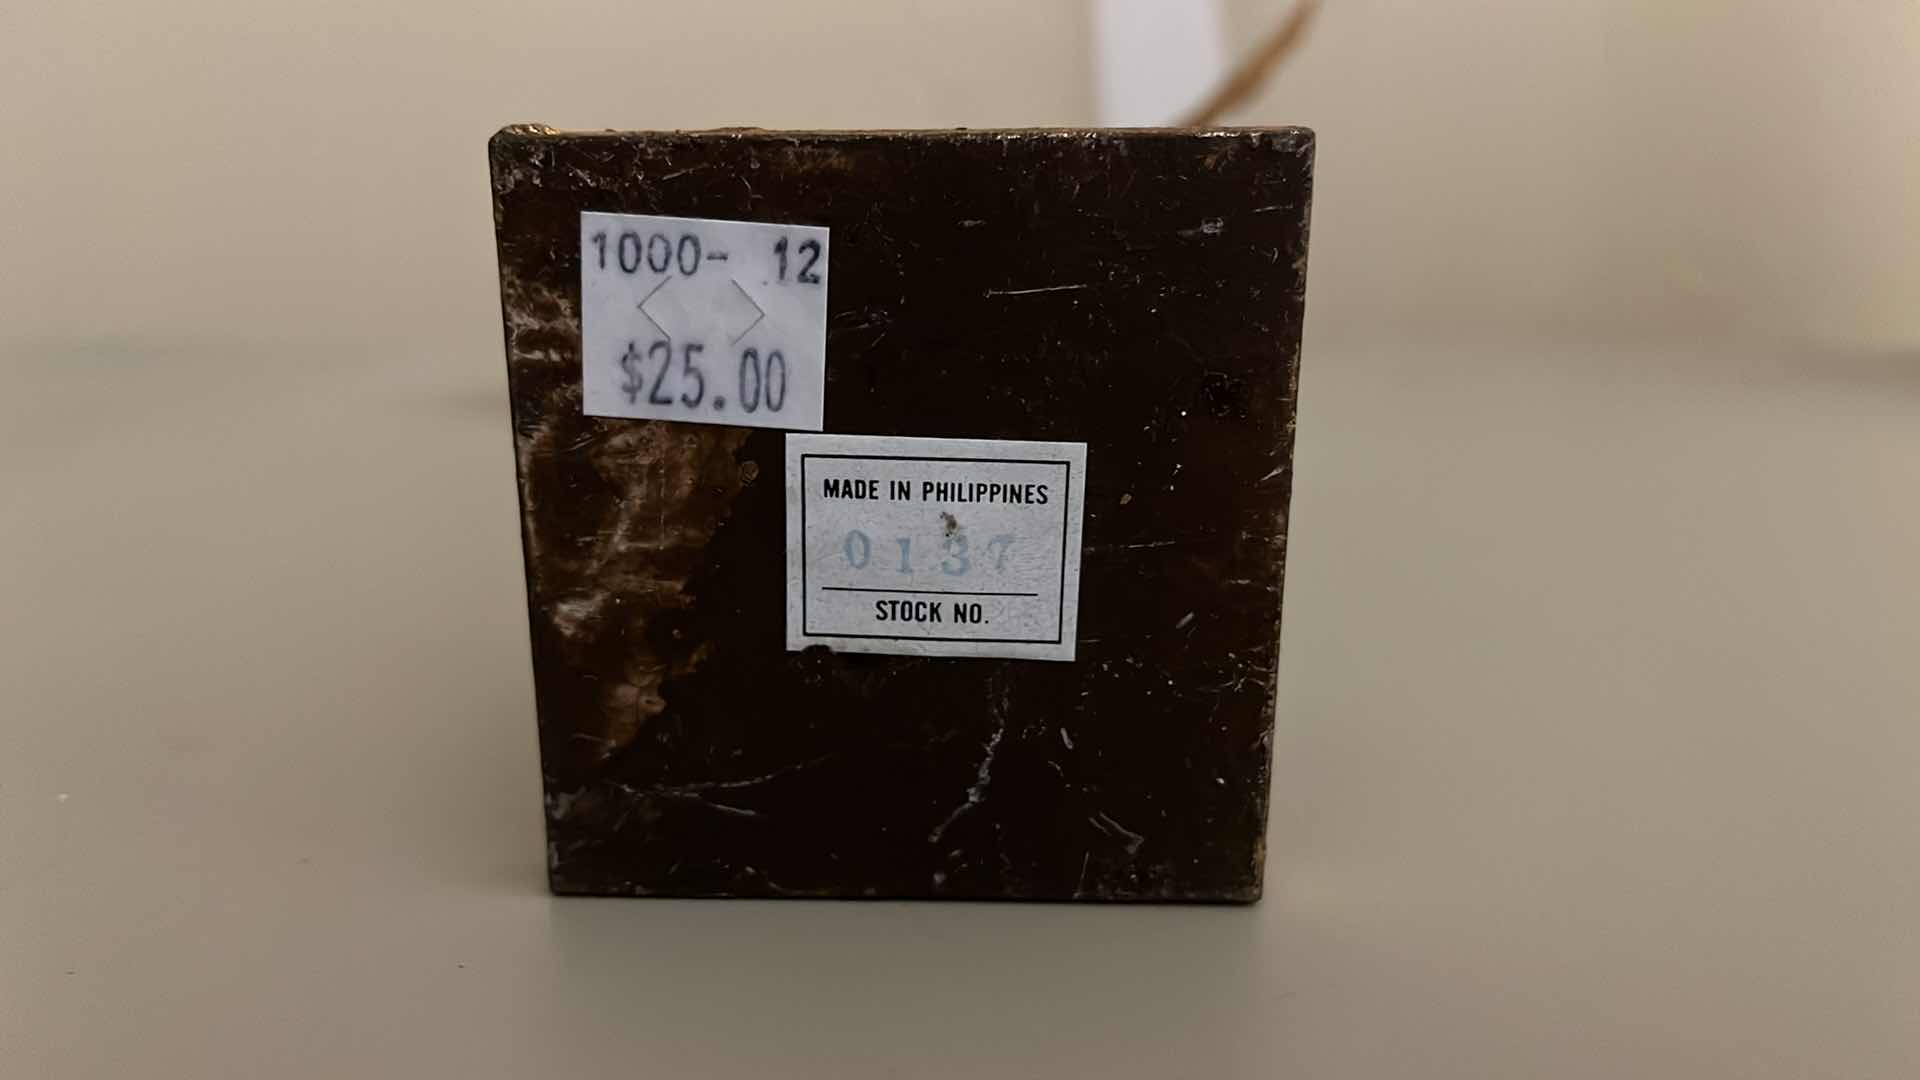 1000- 12
$25.00
MADE IN PHILIPPINES
0137
STOCK NO.